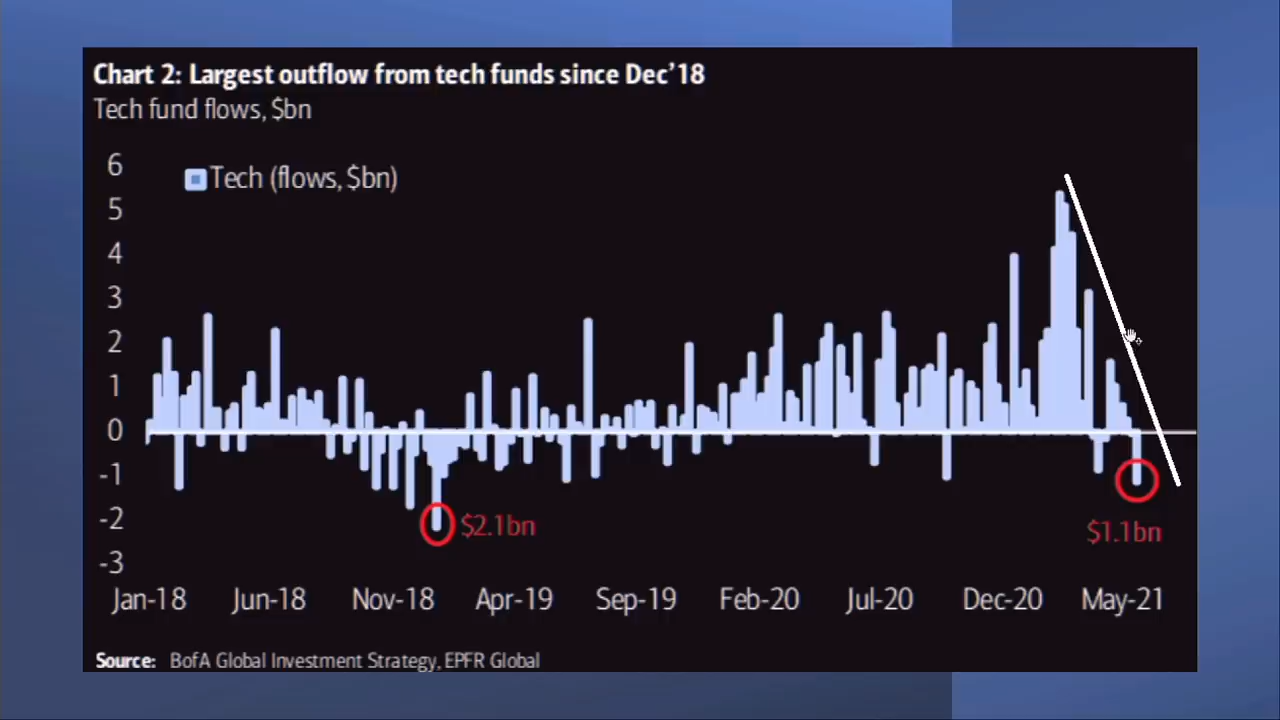 Chart 2: Largest outflow from tech funds since Dec'18
Tech fund flows, $bn
6
Tech (flows, $bn)
5
4
3
2
1
0
-1
-2
$2.1bn
$1.1bn
-3
Jan-18 Jun-18 Nov-18 Apr-19 Sep-19 Feb-20 Jul-20 Dec-20 May-21
Source: BofA Global Investment Strategy, EPFR Global